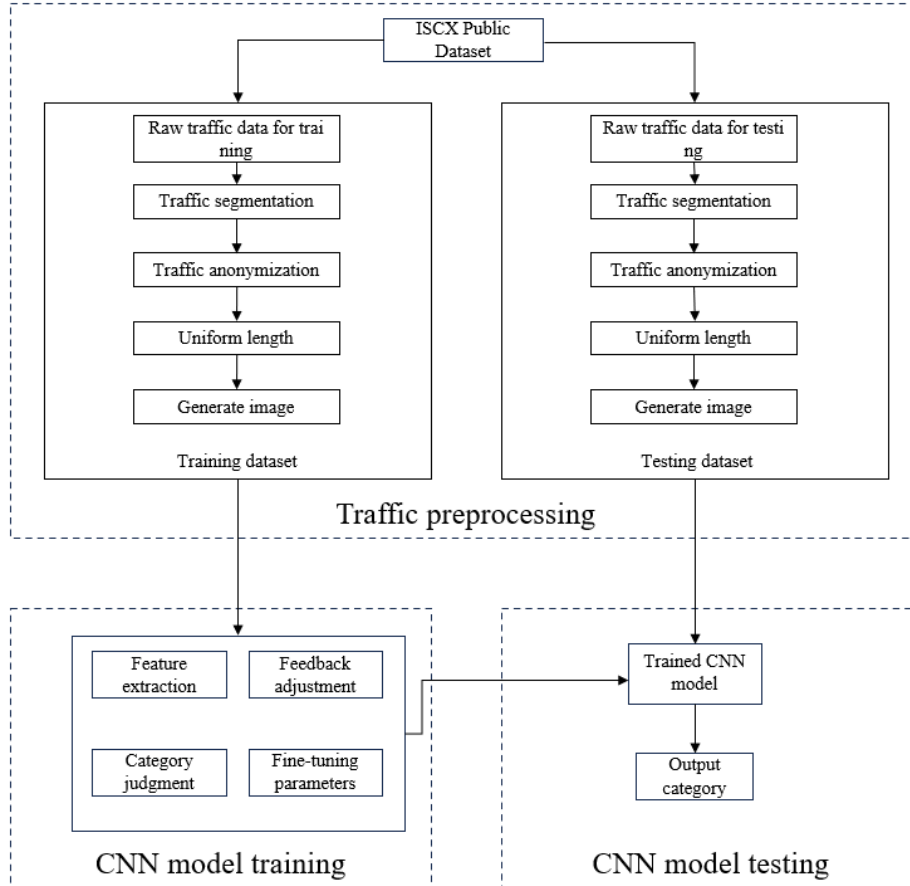 ISCX Public
Dataset
Raw traffic data for trai
ning
Traffic segmentation
Traffic anonymization
Uniform length
Generate image
Training dataset
Raw traffic data for testi
ng
Traffic segmentation
Traffic anonymization
Uniform length
Generate image
Testing dataset
Traffic preprocessing
Feature
extraction
Feedback
adjustment
Category
judgment
Fine-tuning
parameters
CNN model training
Trained CNN
model
Output
category
CNN model testing